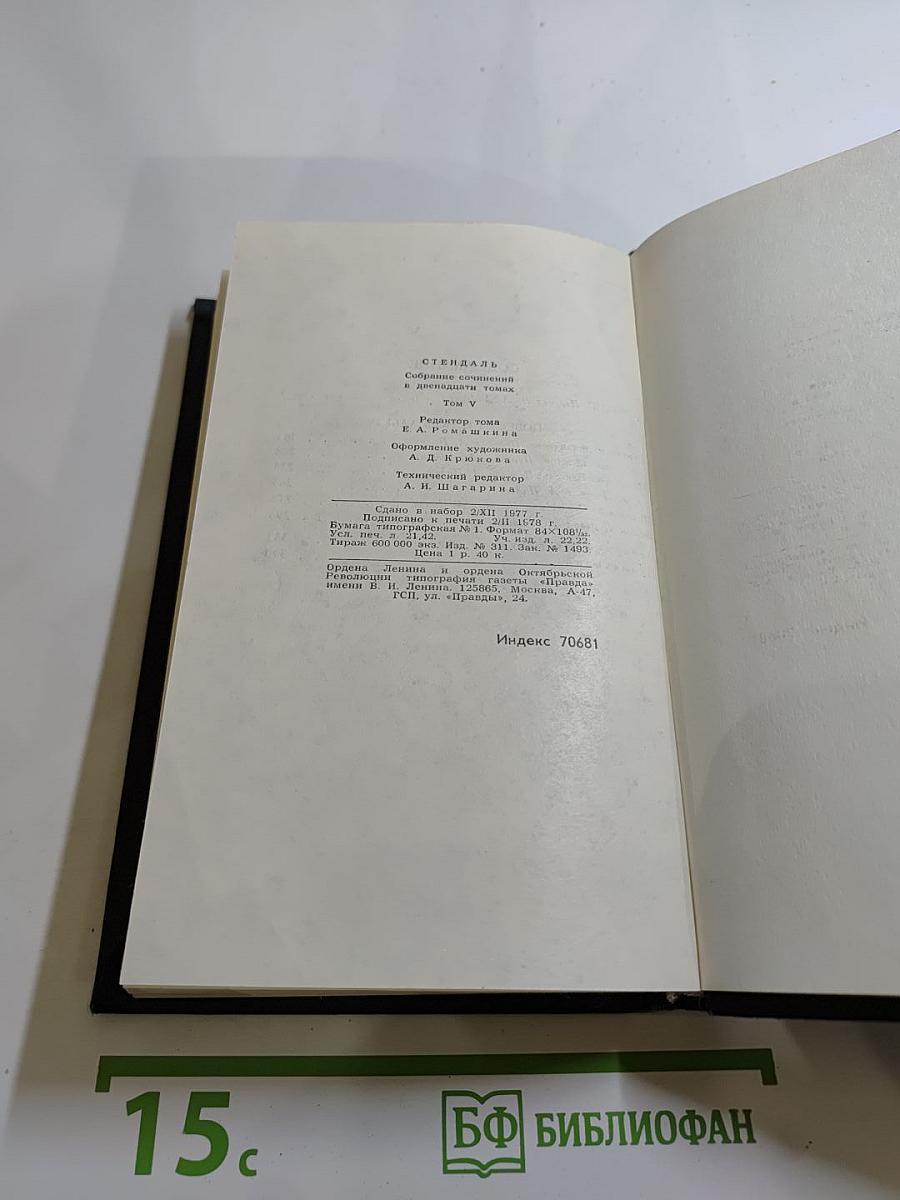 СТЕНДАЛЬ
Собрание сочинений
в двенадцати томах
Том V
Редактор тома
Е. А. Ромашкина
Оформление художника
А. Д. Крюкова
Технический редактор
А. И. Шагарина
Сдано в набор 2/XII 1977 г.
Подписано к печати 2/II 1978 г.
Бумага типографская № 1. Формат 84×108¹/₃₂.
Усл. печ. л. 21,42. Уч. изд. л. 22,22.
Тираж 600 000 экз. Изд. № 311. Зак. № 1493.
Цена 1 р. 40 к.
Ордена Ленина и ордена Октябрьской
Революции типография газеты «Правда»
имени В. И. Ленина. 125865, Москва, А-47,
ГСП, ул. «Правды», 24.
Индекс 70681
15 с
БФ БИБЛИОФАН